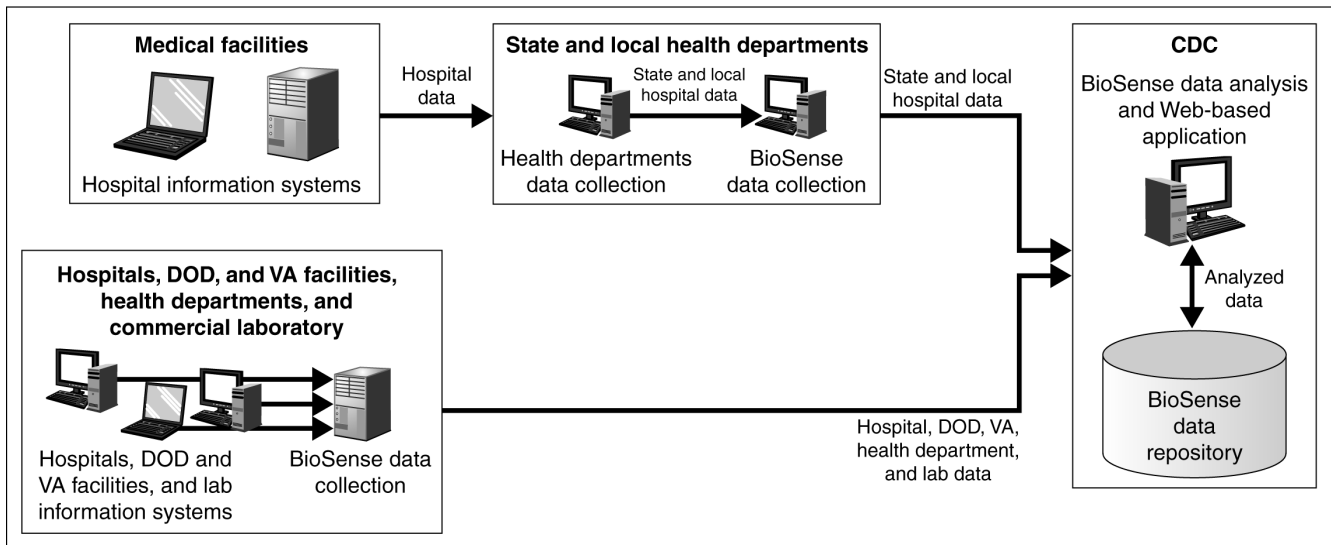 Medical facilities
Hospital information systems
Hospital
data
State and local health departments
State and local
hospital data
Health departments
data collection
BioSense
data collection
State and local
hospital data
CDC
BioSense data analysis
and Web-based
application
Analyzed
data
BioSense
data
repository
Hospitals, DOD, and VA facilities,
health departments, and
commercial laboratory
Hospitals, DOD and
VA facilities, and lab
information systems
BioSense data
collection
Hospital, DOD, VA,
health department,
and lab data